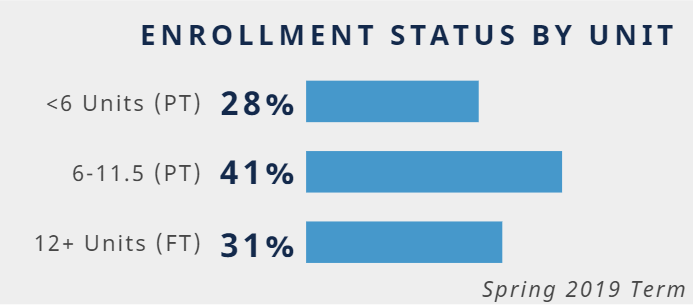 ENROLLMENT STATUS BY UNIT
<6 Units (PT) 28%
6-11.5 (PT) 41%
12+ Units (FT) 31%
Spring 2019 Term